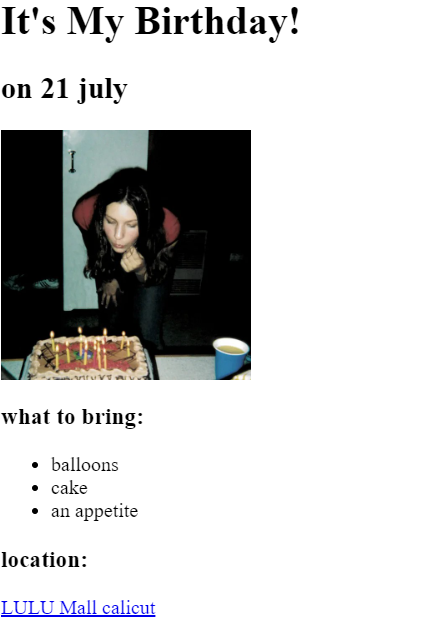 It's My Birthday!
on 21 july
what to bring:
balloons
cake
an appetite
location:
LULU Mall calicut